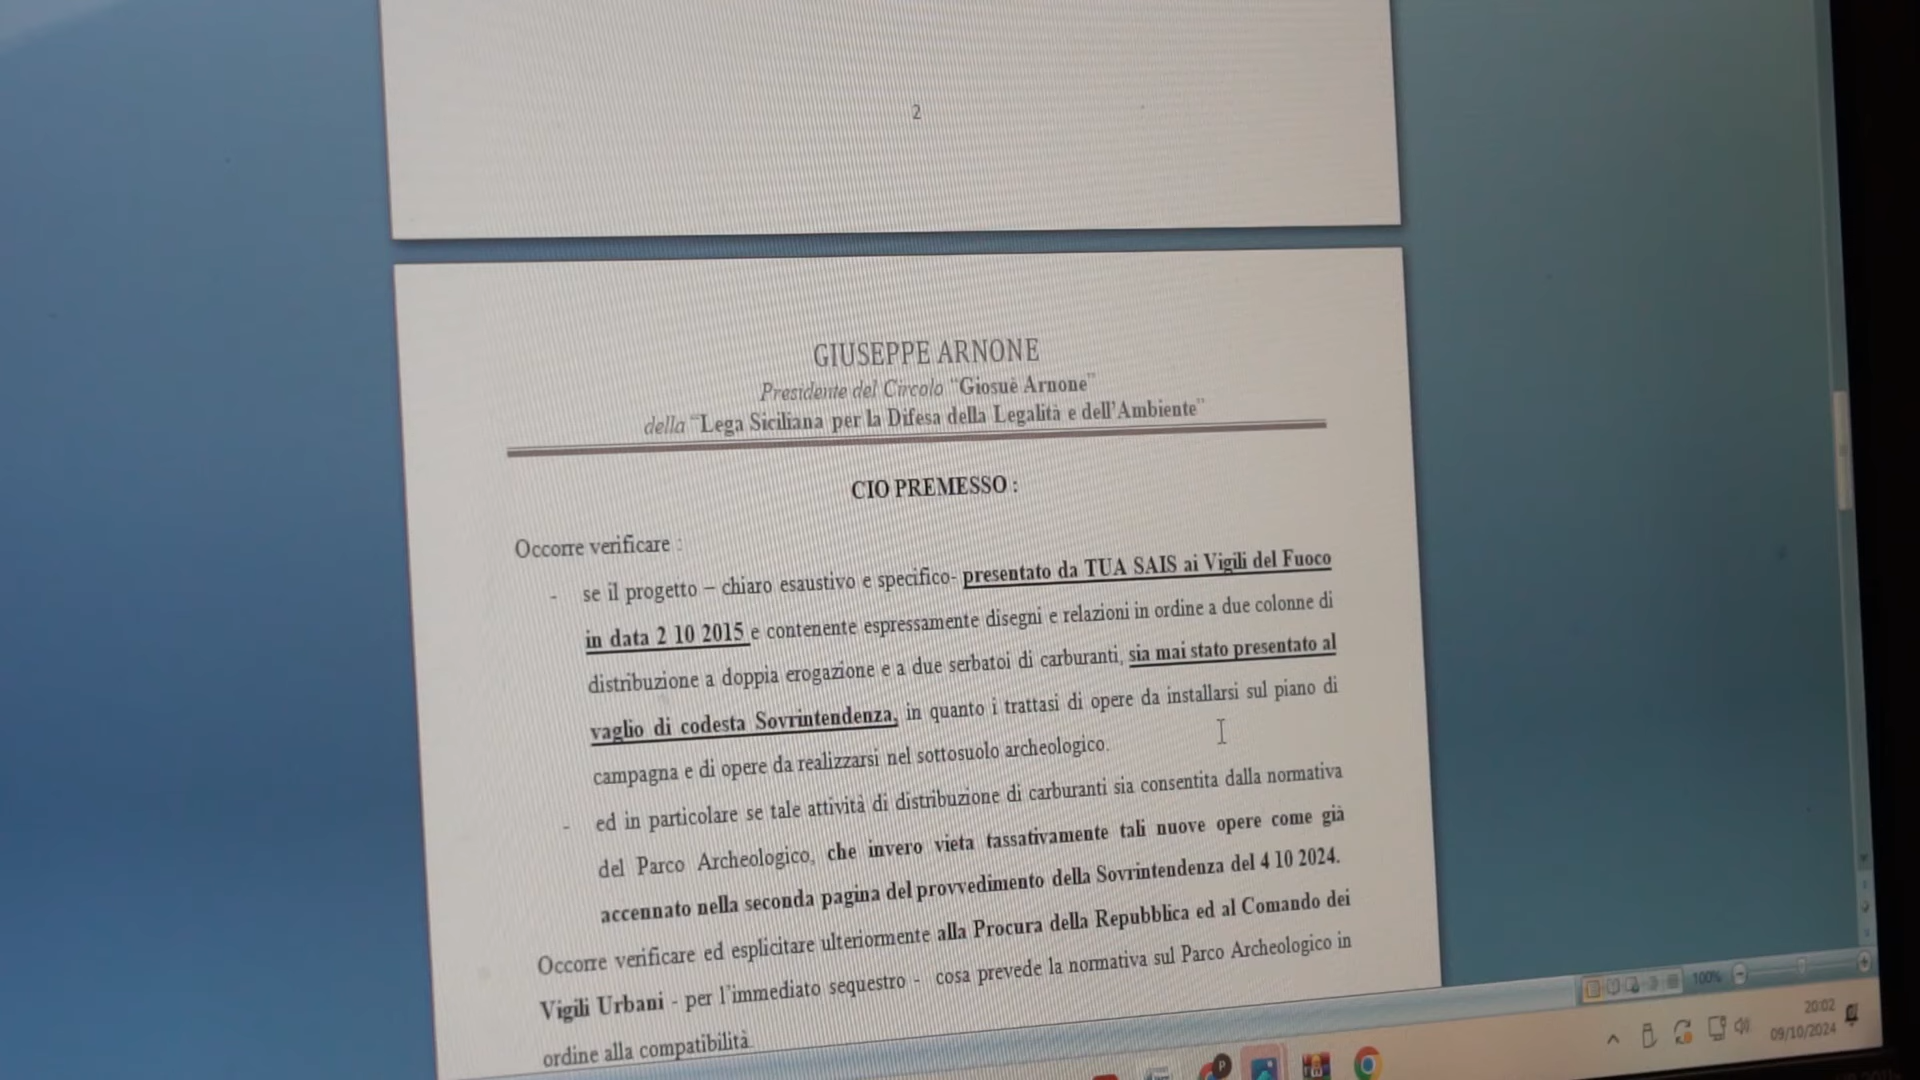 2
GIUSEPPE ARNONE
Presidente del Circolo "Giosuè Arnone"
della "Lega Siciliana per la Difesa della Legalità e dell'Ambiente"
CIO PREMESSO :
Occorre verificare :
- se il progetto – chiaro esaustivo e specifico- presentato da TUA SAIS ai Vigili del Fuoco
in data 2 10 2015 e contenente espressamente disegni e relazioni in ordine a due colonne di
distribuzione a doppia erogazione e a due serbatoi di carburanti, sia mai stato presentato al
vaglio di codesta Sovrintendenza, in quanto i trattasi di opere da installarsi sul piano di
campagna e di opere da realizzarsi nel sottosuolo archeologico.
- ed in particolare se tale attività di distribuzione di carburanti sia consentita dalla normativa
del Parco Archeologico, che invero vieta tassativamente tali nuove opere come già
accennato nella seconda pagina del provvedimento della Sovrintendenza del 4 10 2024.
Occorre verificare ed esplicitare ulteriormente alla Procura della Repubblica ed al Comando dei
Vigili Urbani - per l'immediato sequestro - cosa prevede la normativa sul Parco Archeologico in
ordine alla compatibilità
100%
20:02
09/10/2024
P